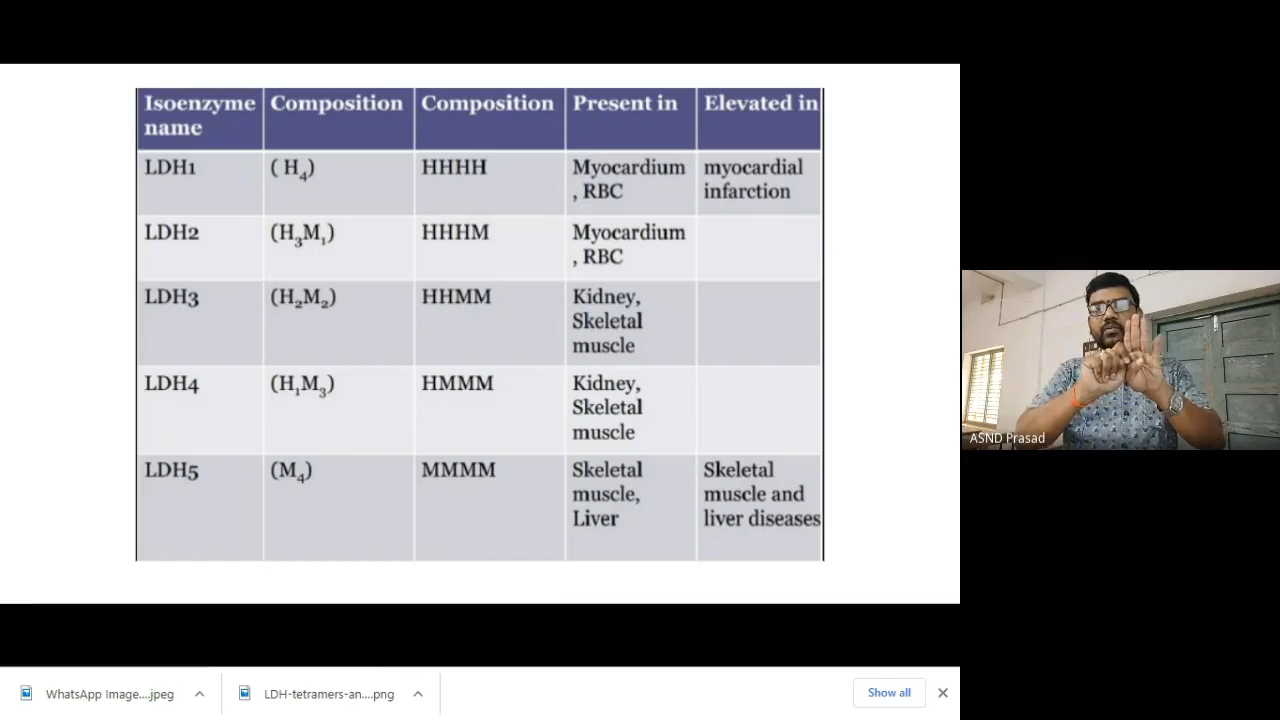 Isoenzyme name Composition Composition Present in Elevated in
LDH1 ( H₄) HHHH Myocardium , RBC myocardial infarction
LDH2 (H₃M₁) HHHM Myocardium , RBC
LDH3 (H₂M₂) HHMM Kidney, Skeletal muscle
LDH4 (H₁M₃) HMMM Kidney, Skeletal muscle
LDH5 (M₄) MMMM Skeletal muscle, Liver Skeletal muscle and liver diseases
ASND Prasad
WhatsApp Image....jpeg LDH-tetramers-an....png Show all